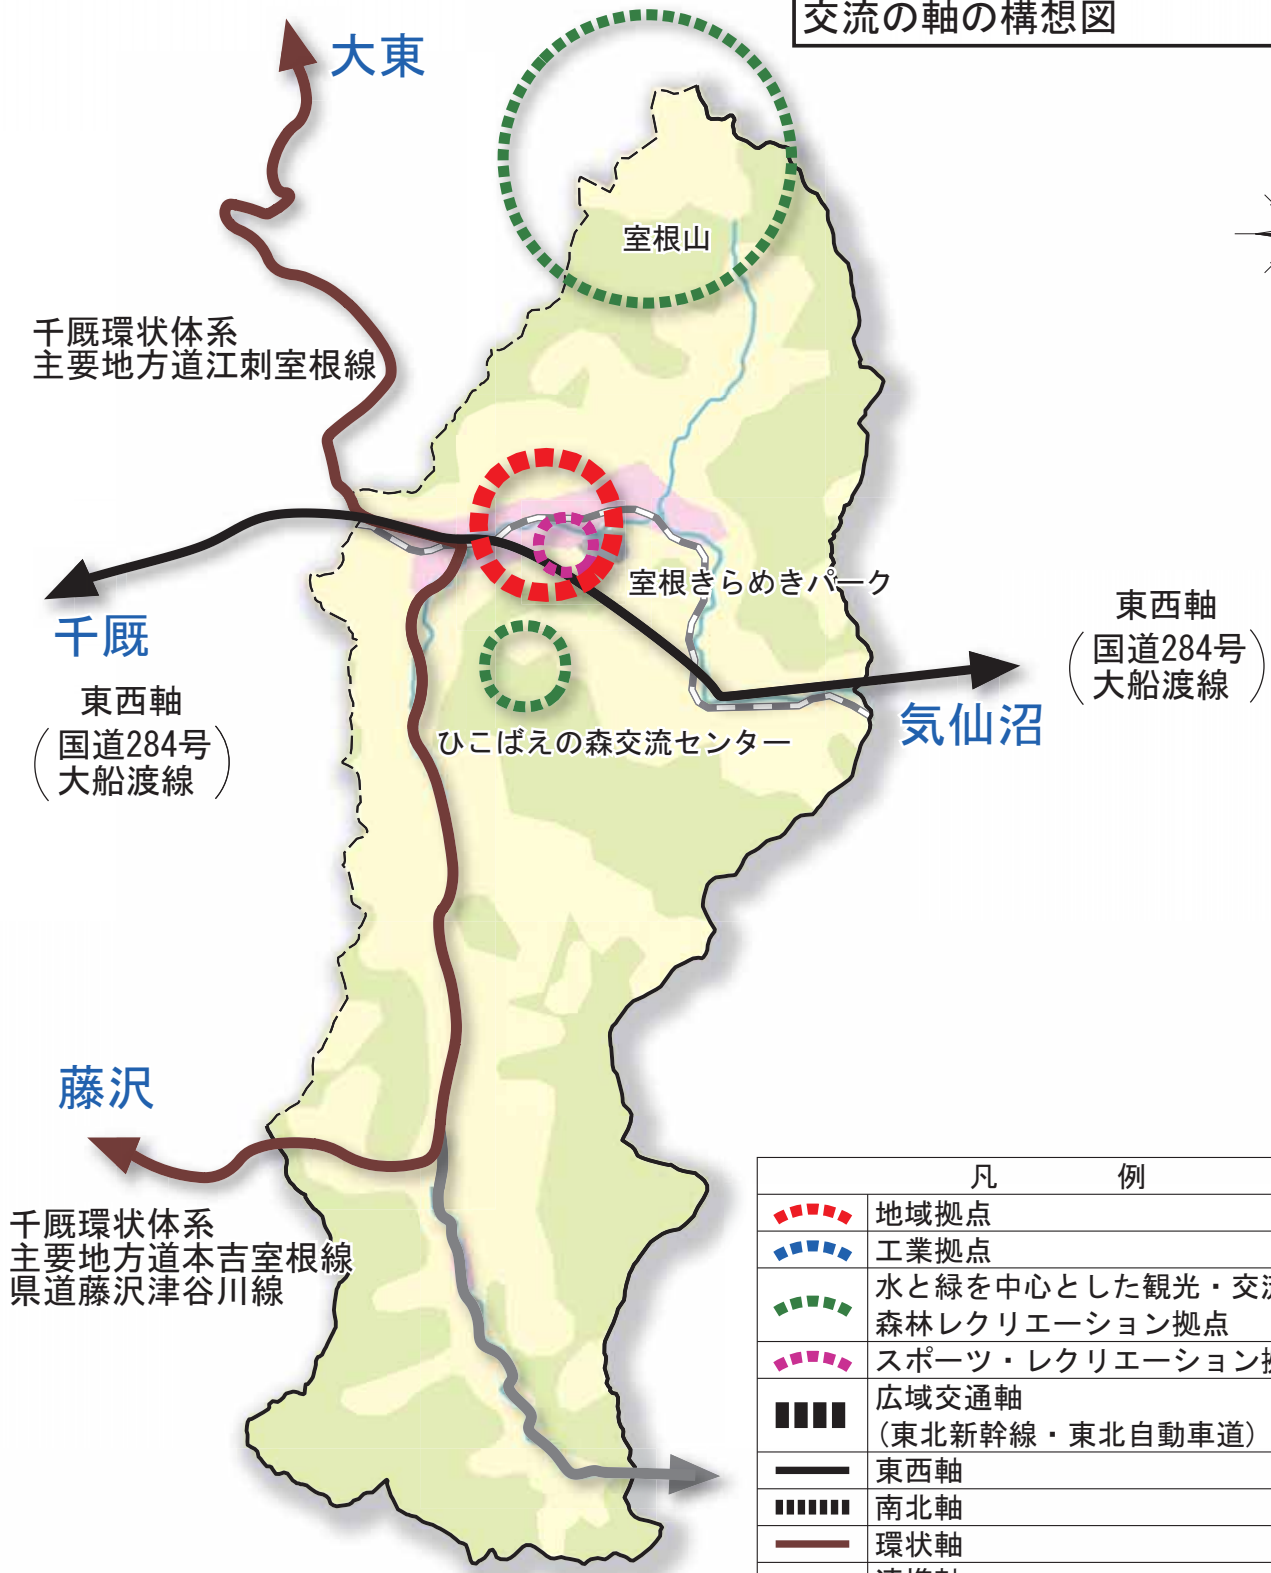 交流の軸の構想図
大東
室根山
千厩環状体系
主要地方道江刺室根線
室根きらめきパーク
千厩
東西軸
国道284号
大船渡線
東西軸
(国道284号)
大船渡線
気仙沼
ひこばえの森交流センター
藤沢
千厩環状体系
主要地方道本吉室根線
県道藤沢津谷川線
凡 例
地域拠点
工業拠点
水と緑を中心とした観光・交流
森林レクリエーション拠点
スポーツ・レクリエーション拠
広域交通軸
(東北新幹線・東北自動車道)
東西軸
南北軸
環状軸